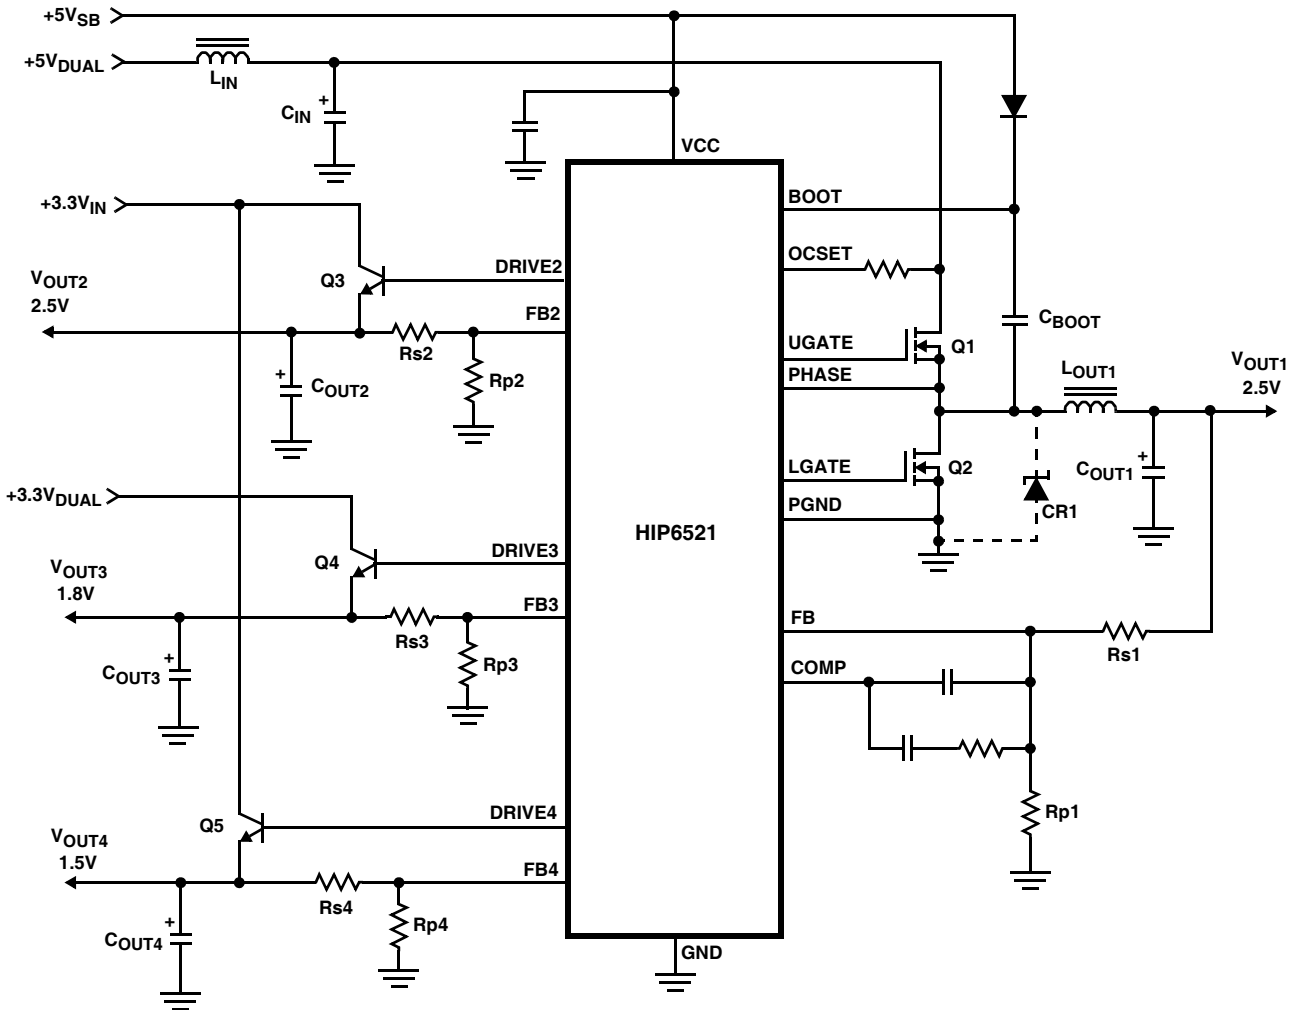 +5VSB
+5VDUAL
LIN
CIN
+
VCC
+3.3VIN
BOOT
OCSET
DRIVE2
Q3
VOUT2
2.5V
FB2
Rs2
Rp2
+
COUT2
CBOOT
UGATE
Q1
PHASE
LOUT1
VOUT1
2.5V
LGATE
Q2
+
COUT1
PGND
CR1
HIP6521
+3.3VDUAL
DRIVE3
Q4
VOUT3
1.8V
FB3
Rs3
Rp3
+
COUT3
FB
Rs1
COMP
Rp1
DRIVE4
Q5
VOUT4
1.5V
FB4
Rs4
Rp4
+
COUT4
GND